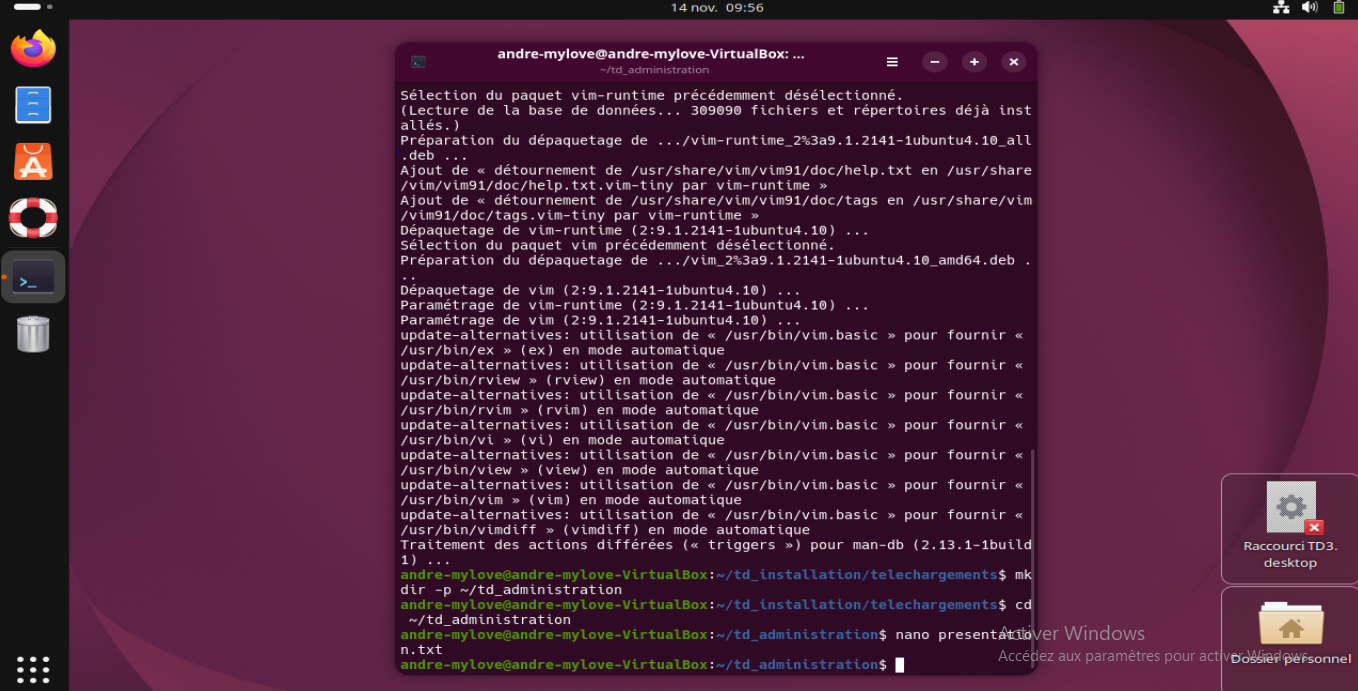 14 nov. 09:56
andre-mylove@andre-mylove-VirtualBox: ...
~/td_administration
Sélection du paquet vim-runtime précédemment désélectionné.
(Lecture de la base de données... 309090 fichiers et répertoires déjà inst
allés.)
Préparation du dépaquetage de .../vim-runtime_2%3a9.1.2141-1ubuntu4.10_all
.deb ...
Ajout de « détournement de /usr/share/vim/vim91/doc/help.txt en /usr/share
/vim/vim91/doc/help.txt.vim-tiny par vim-runtime »
Ajout de « détournement de /usr/share/vim/vim91/doc/tags en /usr/share/vim
/vim91/doc/tags.vim-tiny par vim-runtime »
Dépaquetage de vim-runtime (2:9.1.2141-1ubuntu4.10) ...
Sélection du paquet vim précédemment désélectionné.
Préparation du dépaquetage de .../vim_2%3a9.1.2141-1ubuntu4.10_amd64.deb .
..
Dépaquetage de vim (2:9.1.2141-1ubuntu4.10) ...
Paramétrage de vim-runtime (2:9.1.2141-1ubuntu4.10) ...
Paramétrage de vim (2:9.1.2141-1ubuntu4.10) ...
update-alternatives: utilisation de « /usr/bin/vim.basic » pour fournir «
/usr/bin/ex » (ex) en mode automatique
update-alternatives: utilisation de « /usr/bin/vim.basic » pour fournir «
/usr/bin/rview » (rview) en mode automatique
update-alternatives: utilisation de « /usr/bin/vim.basic » pour fournir «
/usr/bin/rvim » (rvim) en mode automatique
update-alternatives: utilisation de « /usr/bin/vim.basic » pour fournir «
/usr/bin/vi » (vi) en mode automatique
update-alternatives: utilisation de « /usr/bin/vim.basic » pour fournir «
/usr/bin/view » (view) en mode automatique
update-alternatives: utilisation de « /usr/bin/vim.basic » pour fournir «
/usr/bin/vim » (vim) en mode automatique
update-alternatives: utilisation de « /usr/bin/vim.basic » pour fournir «
/usr/bin/vimdiff » (vimdiff) en mode automatique
Traitement des actions différées (« triggers ») pour man-db (2.13.1-1build
1) ...
andre-mylove@andre-mylove-VirtualBox:~/td_installation/telechargements$ mk
dir -p ~/td_administration
andre-mylove@andre-mylove-VirtualBox:~/td_installation/telechargements$ cd
~/td_administration
andre-mylove@andre-mylove-VirtualBox:~/td_administration$ nano presentatio
n.txt
andre-mylove@andre-mylove-VirtualBox:~/td_administration$
Raccourci TD3.
desktop
Activer Windows
Accédez aux paramètres pour activer Windows.
Dossier personnel